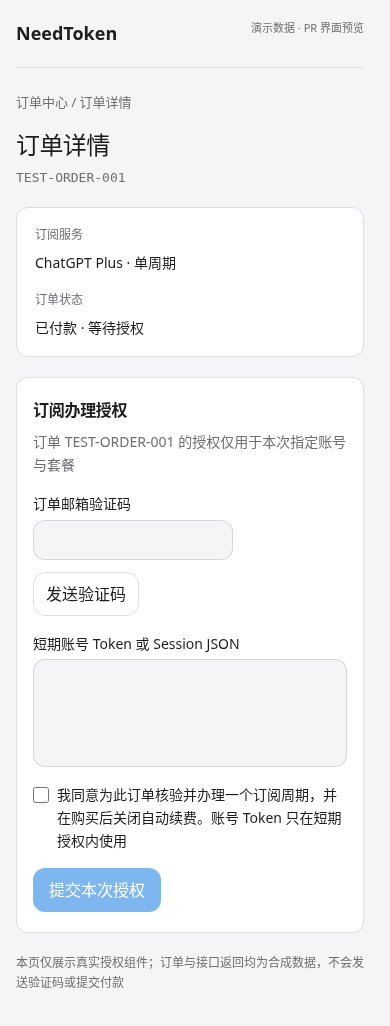 NeedToken
演示数据 · PR 界面预览
订单中心 / 订单详情
订单详情
TEST-ORDER-001
订阅服务
ChatGPT Plus · 单周期
订单状态
已付款 · 等待授权
订阅办理授权
订单 TEST-ORDER-001 的授权仅用于本次指定账号
与套餐
订单邮箱验证码
发送验证码
短期账号 Token 或 Session JSON
我同意为此订单核验并办理一个订阅周期，并
在购买后关闭自动续费。账号 Token 只在短期
授权内使用
提交本次授权
本页仅展示真实授权组件；订单与接口返回均为合成数据，不会发
送验证码或提交付款